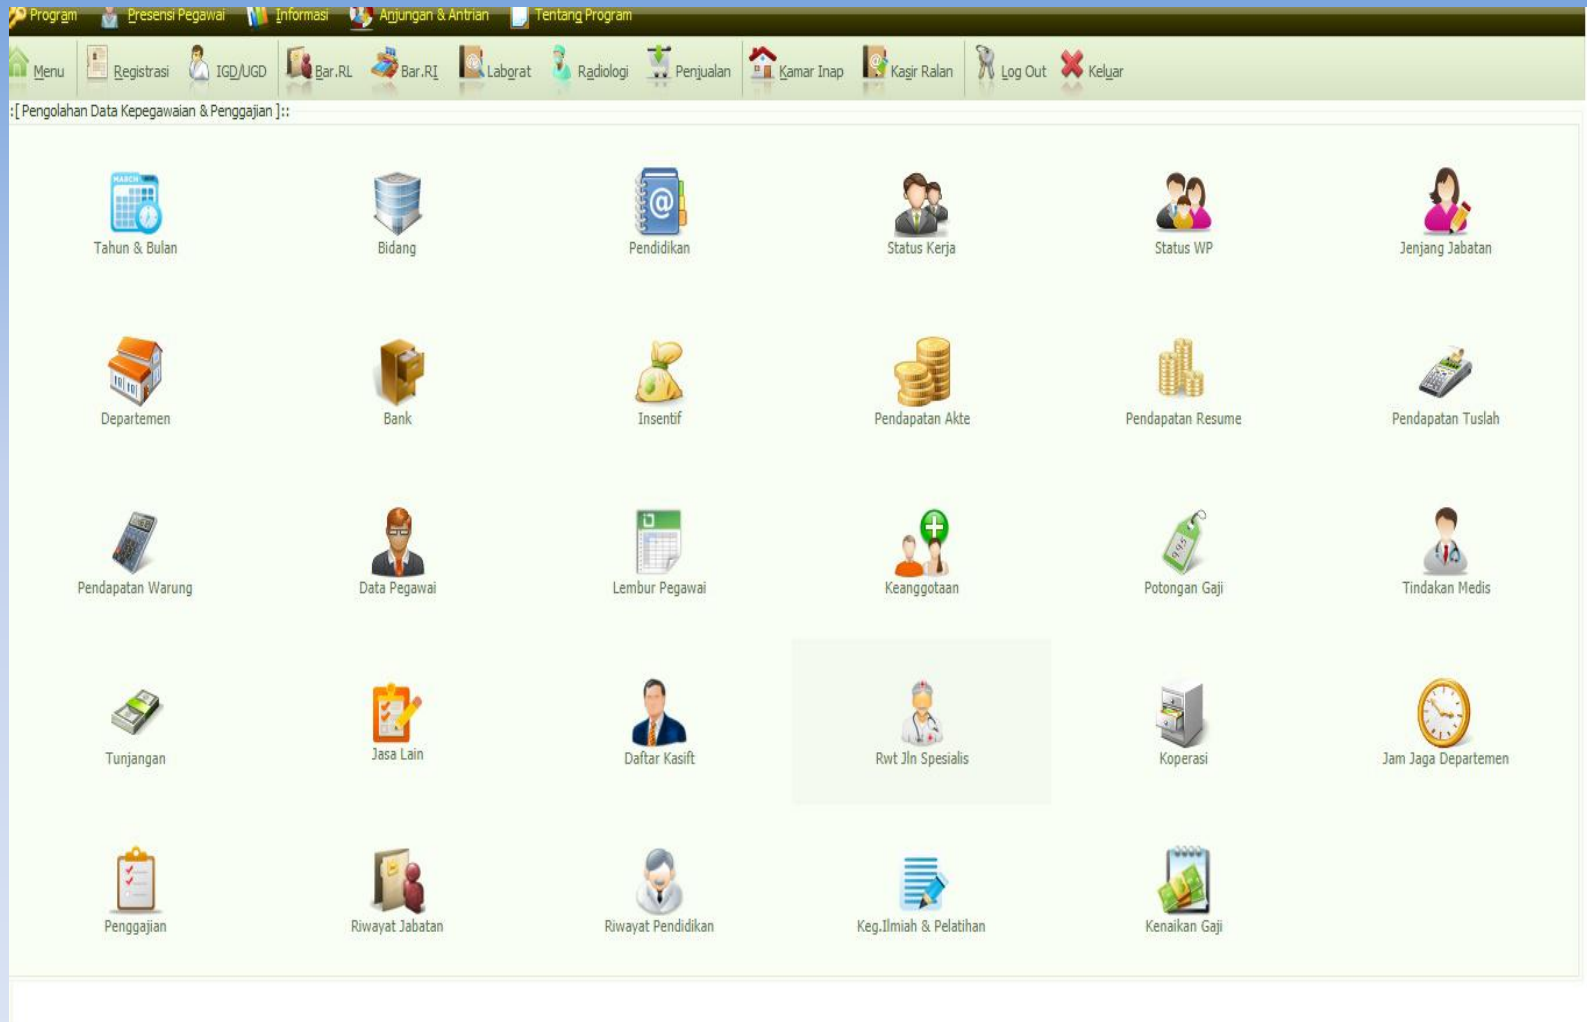 Program Presensi Pegawai Informasi Anjungan & Antrian Tentang Program
Menu Registrasi IGD/UGD Bar.RL Bar.RI Laborat Radiologi Penjualan Kamar Inap Kasir Ralan Log Out Keluar
:[ Pengolahan Data Kepegawaian & Penggajian ]::
MARCH
Tahun & Bulan Bidang Pendidikan Status Kerja Status WP Jenjang Jabatan
Departemen Bank Insentif Pendapatan Akte Pendapatan Resume Pendapatan Tuslah
995
Pendapatan Warung Data Pegawai Lembur Pegawai Keanggotaan Potongan Gaji Tindakan Medis
Tunjangan Jasa Lain Daftar Kasift Rwt Jln Spesialis Koperasi Jam Jaga Departemen
Penggajian Riwayat Jabatan Riwayat Pendidikan Keg.Ilmiah & Pelatihan Kenaikan Gaji